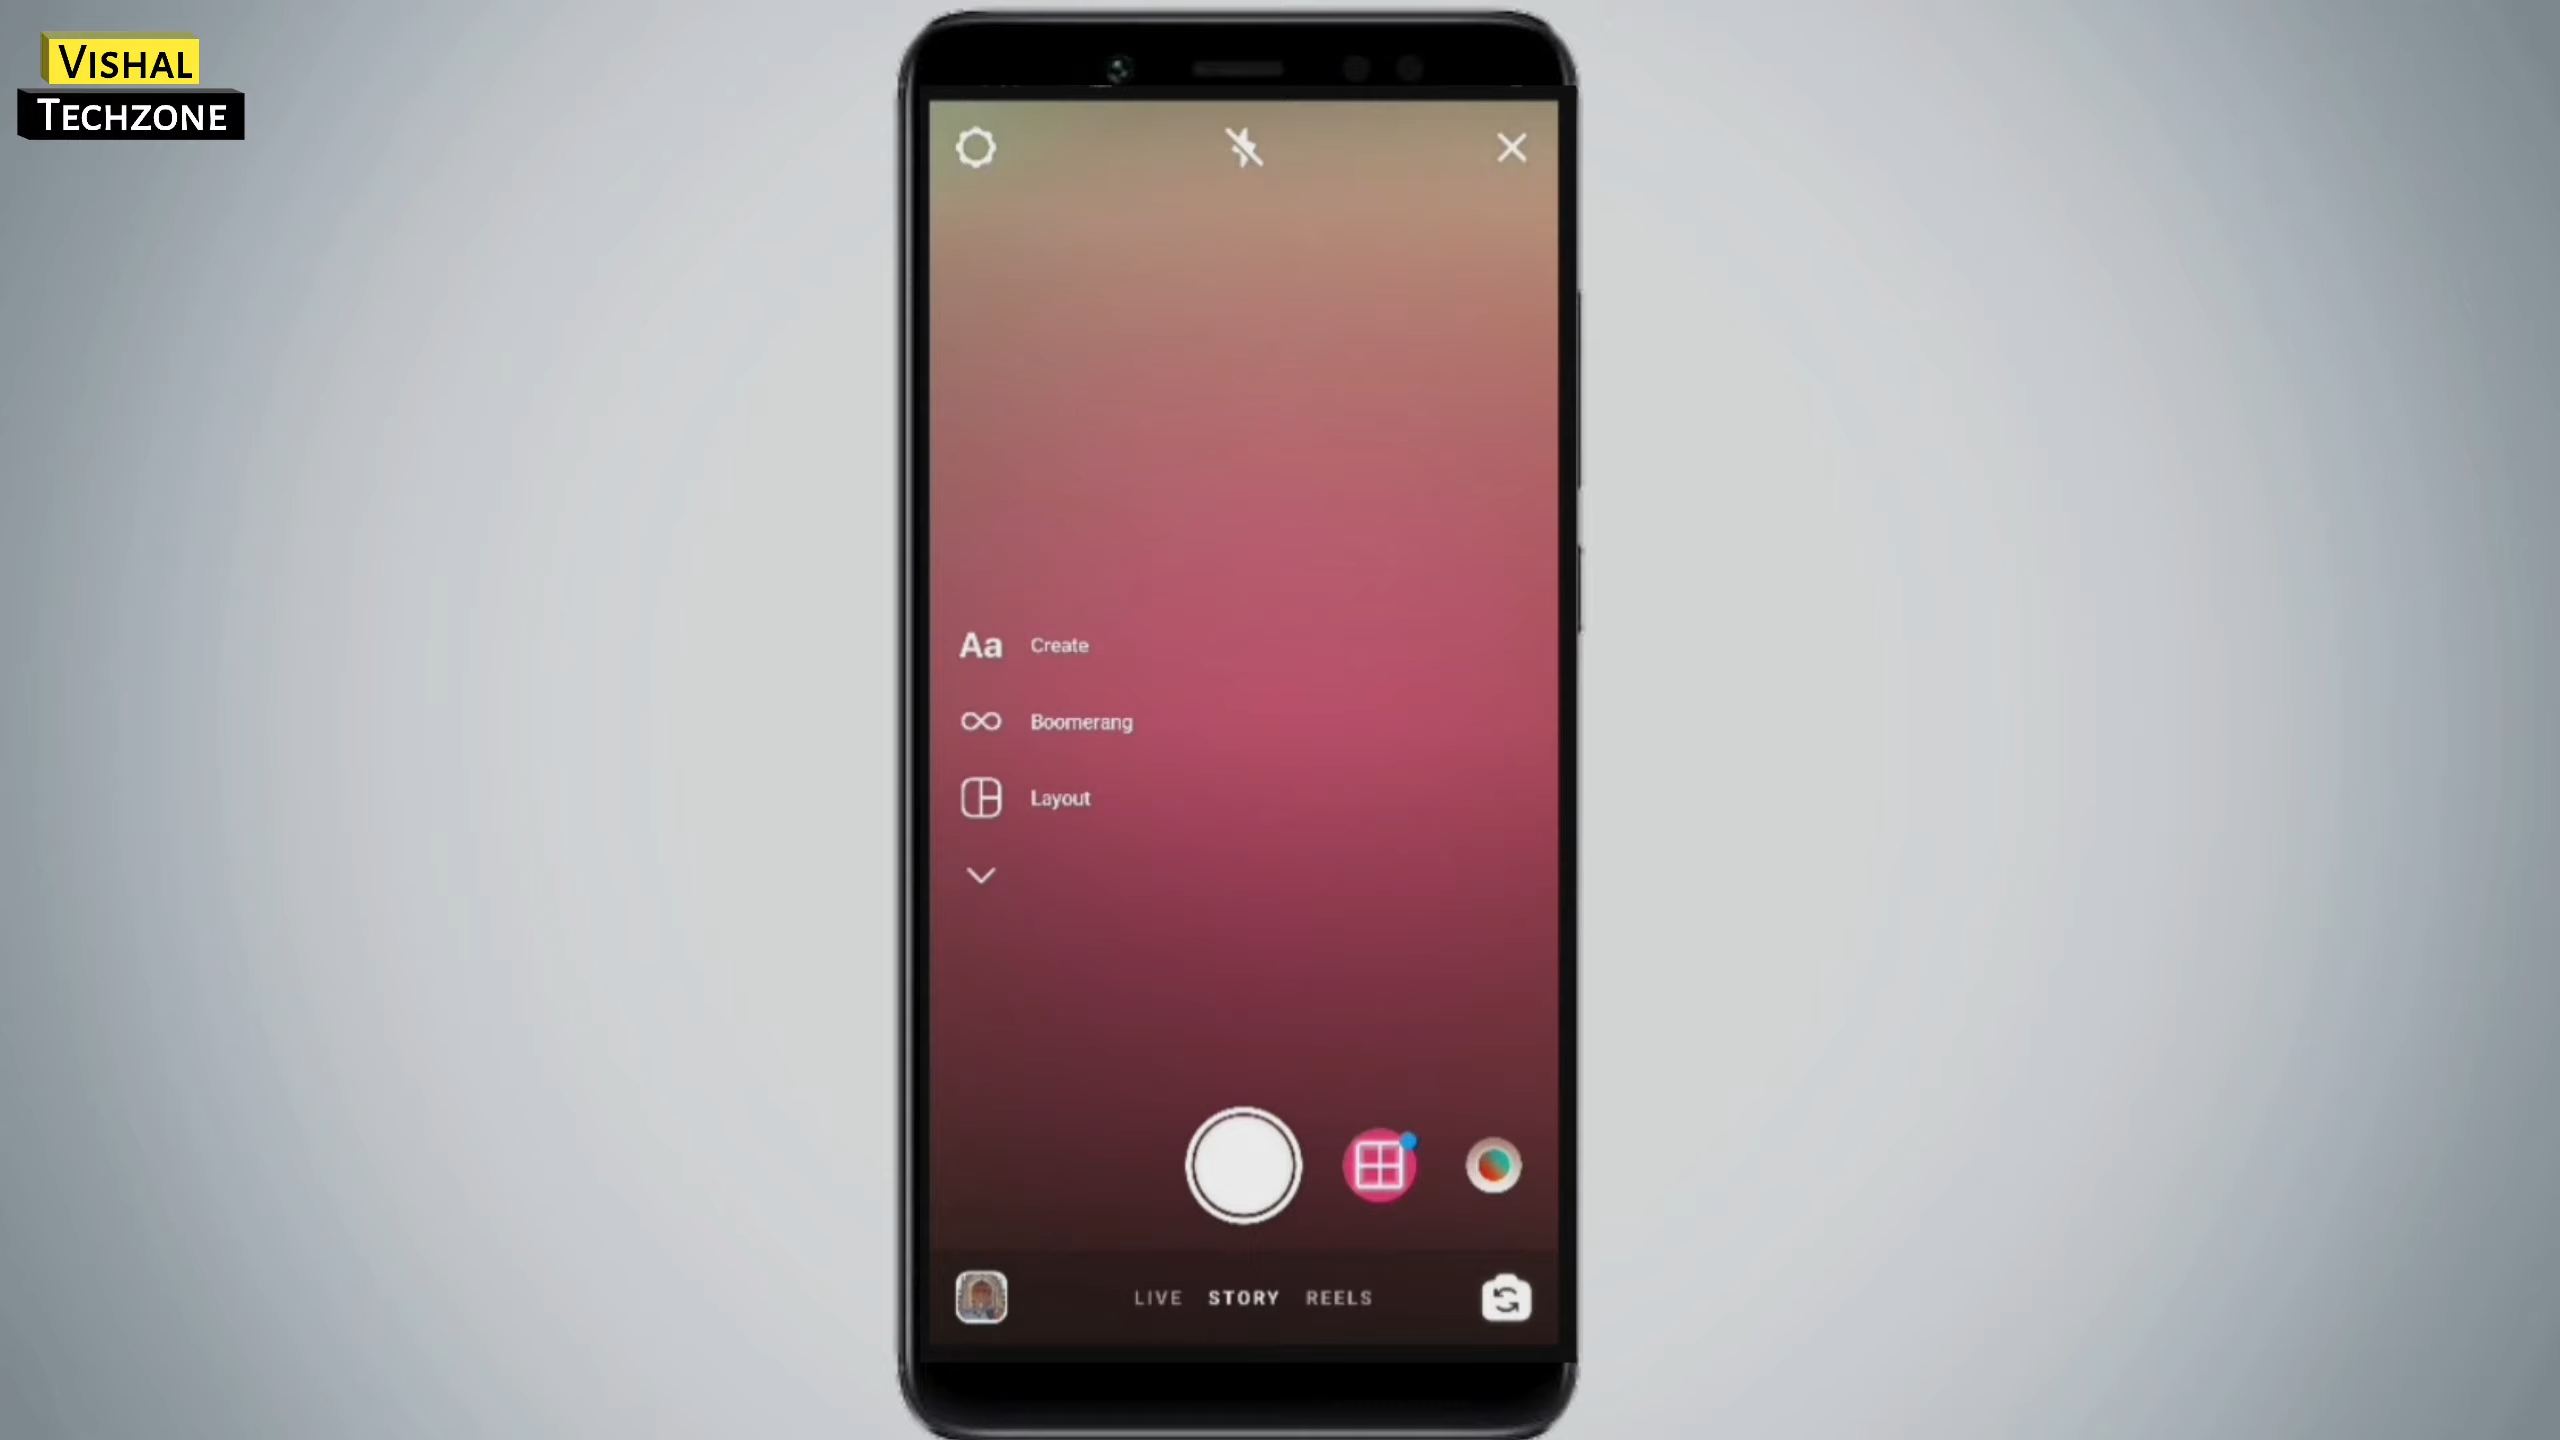 VISHAL
TECHZONE
Aa Create
Boomerang
Layout
LIVE STORY REELS